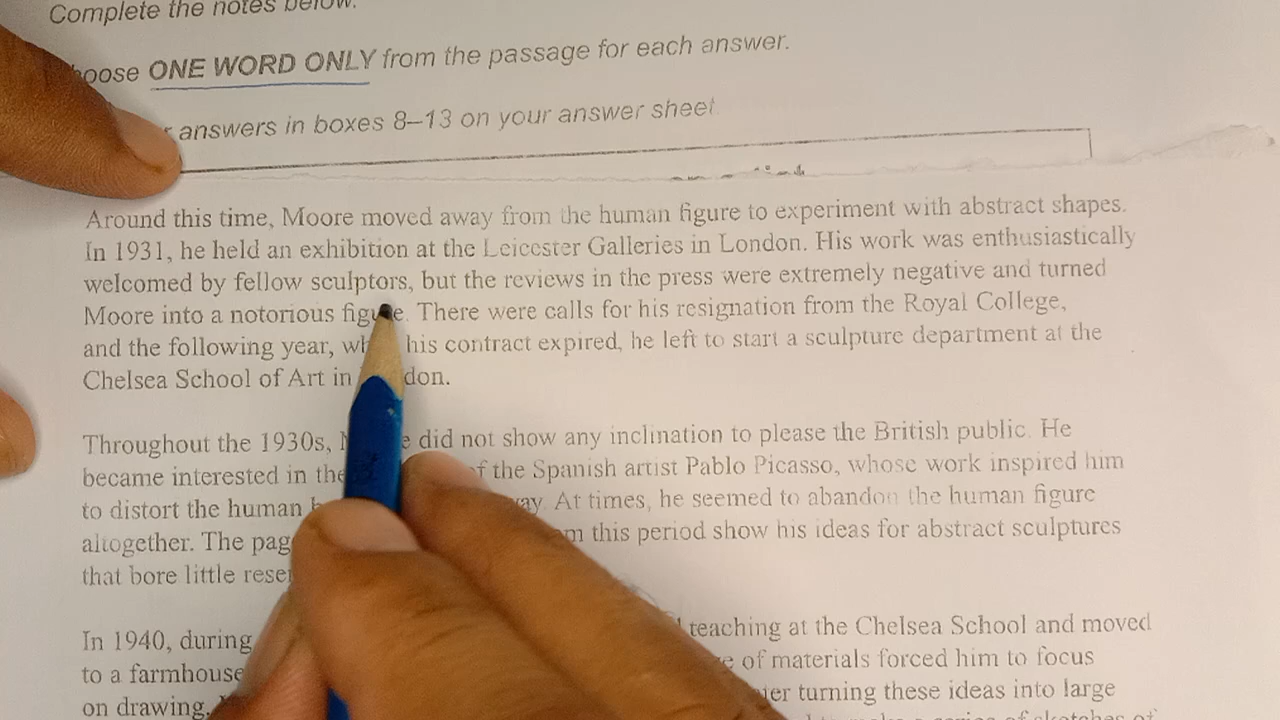 Complete the notes below.
ONE WORD ONLY from the passage for each answer.
answers in boxes 8–13 on your answer sheet
Around this time, Moore moved away from the human figure to experiment with abstract shapes.
In 1931, he held an exhibition at the Leicester Galleries in London. His work was enthusiastically
welcomed by fellow sculptors, but the reviews in the press were extremely negative and turned
Moore into a notorious figure. There were calls for his resignation from the Royal College,
and the following year, his contract expired, he left to start a sculpture department at the
Chelsea School of Art in
Throughout the 1930s, did not show any inclination to please the British public. He
became interested in the of the Spanish artist Pablo Picasso, whose work inspired him
to distort the human At times, he seemed to abandon the human figure
altogether. The this period show his ideas for abstract sculptures
that bore little
In 1940, during teaching at the Chelsea School and moved
to a farmhouse of materials forced him to focus
on drawing. turning these ideas into large